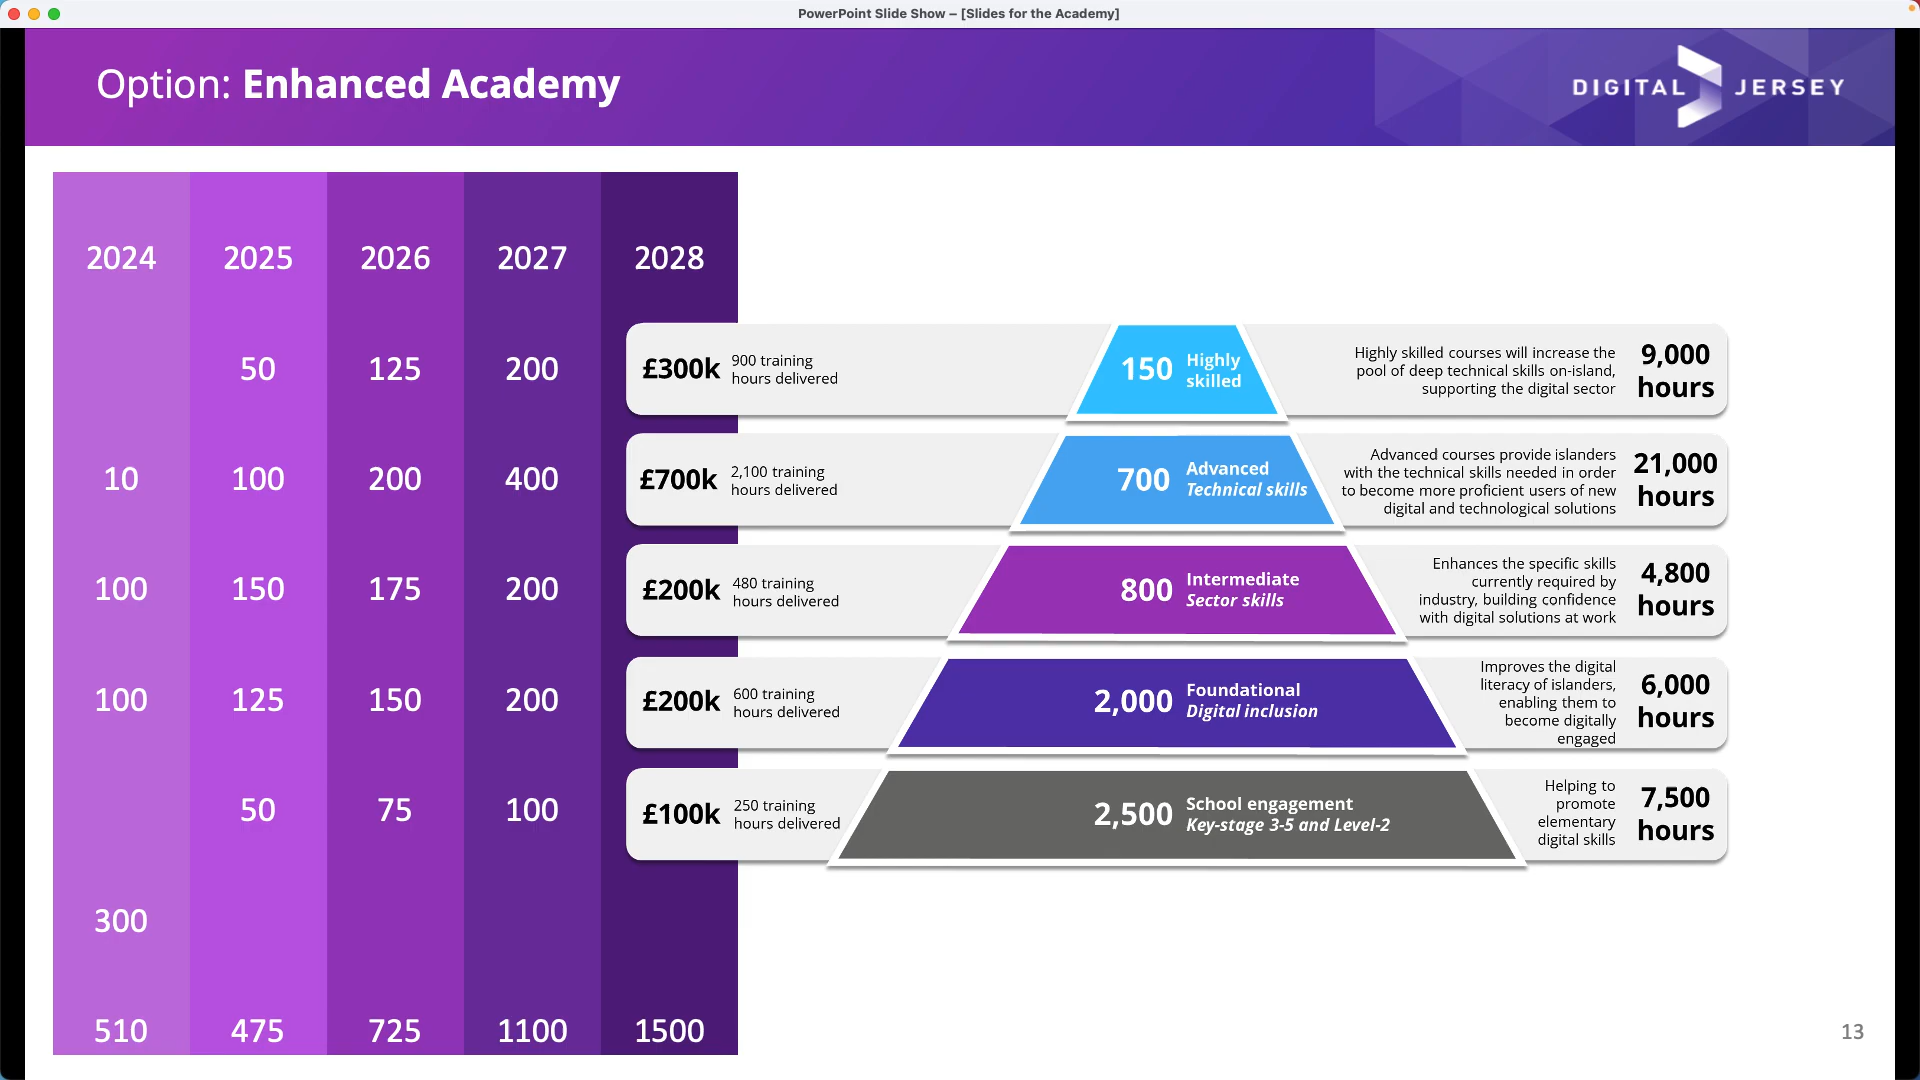 PowerPoint Slide Show – [Slides for the Academy]
Option: Enhanced Academy
DIGITAL JERSEY
2024 2025 2026 2027 2028
50 125 200
£300k
900 training
hours delivered
150
Highly
skilled
Highly skilled courses will increase the
pool of deep technical skills on-island,
supporting the digital sector
9,000
hours
10 100 200 400
£700k
2,100 training
hours delivered
700
Advanced
Technical skills
Advanced courses provide islanders
with the technical skills needed in order
to become more proficient users of new
digital and technological solutions
21,000
hours
100 150 175 200
£200k
480 training
hours delivered
800
Intermediate
Sector skills
Enhances the specific skills
currently required by
industry, building confidence
with digital solutions at work
4,800
hours
100 125 150 200
£200k
600 training
hours delivered
2,000
Foundational
Digital inclusion
Improves the digital
literacy of islanders,
enabling them to
become digitally
engaged
6,000
hours
50 75 100
£100k
250 training
hours delivered
2,500
School engagement
Key-stage 3-5 and Level-2
Helping to
promote
elementary
digital skills
7,500
hours
300
510 475 725 1100 1500
13